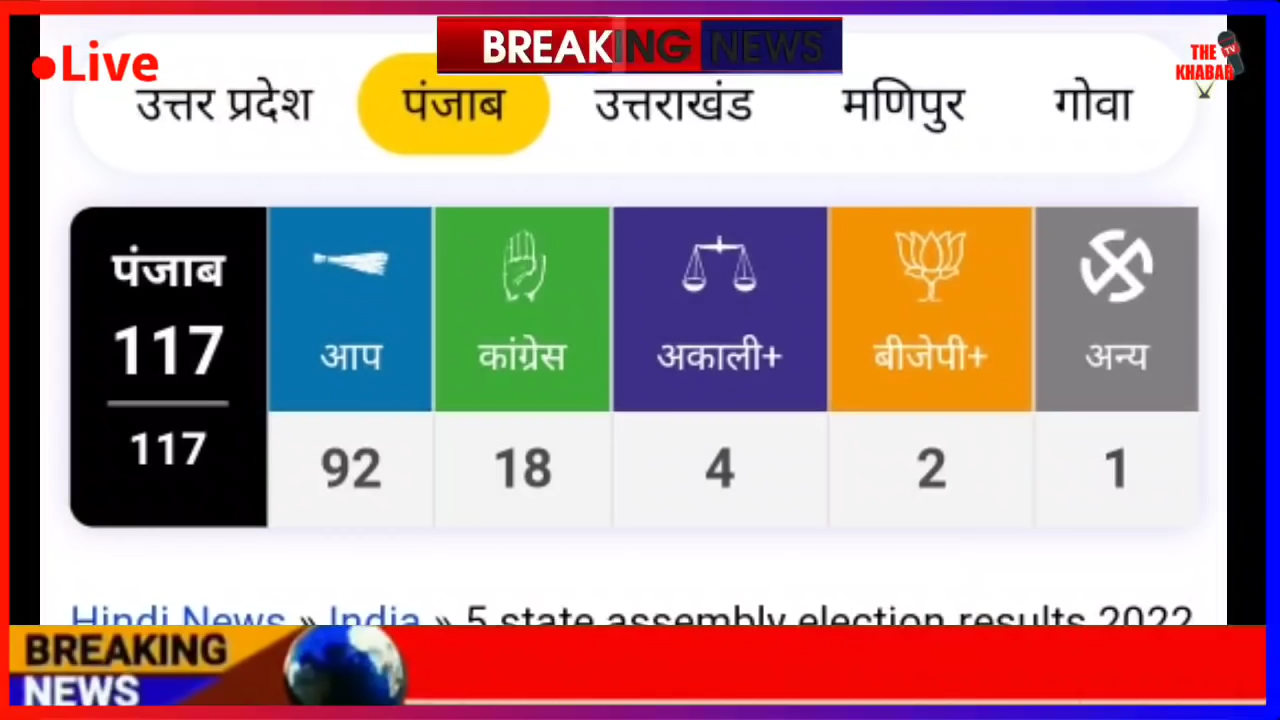 BREAKING NEWS
Live
THE TV
KHABAR
उत्तर प्रदेश पंजाब उत्तराखंड मणिपुर गोवा
पंजाब
117
117
आप कांग्रेस अकाली+ बीजेपी+ अन्य
92 18 4 2 1
Hindi News » India » 5 state assembly election results 2022
BREAKING
NEWS